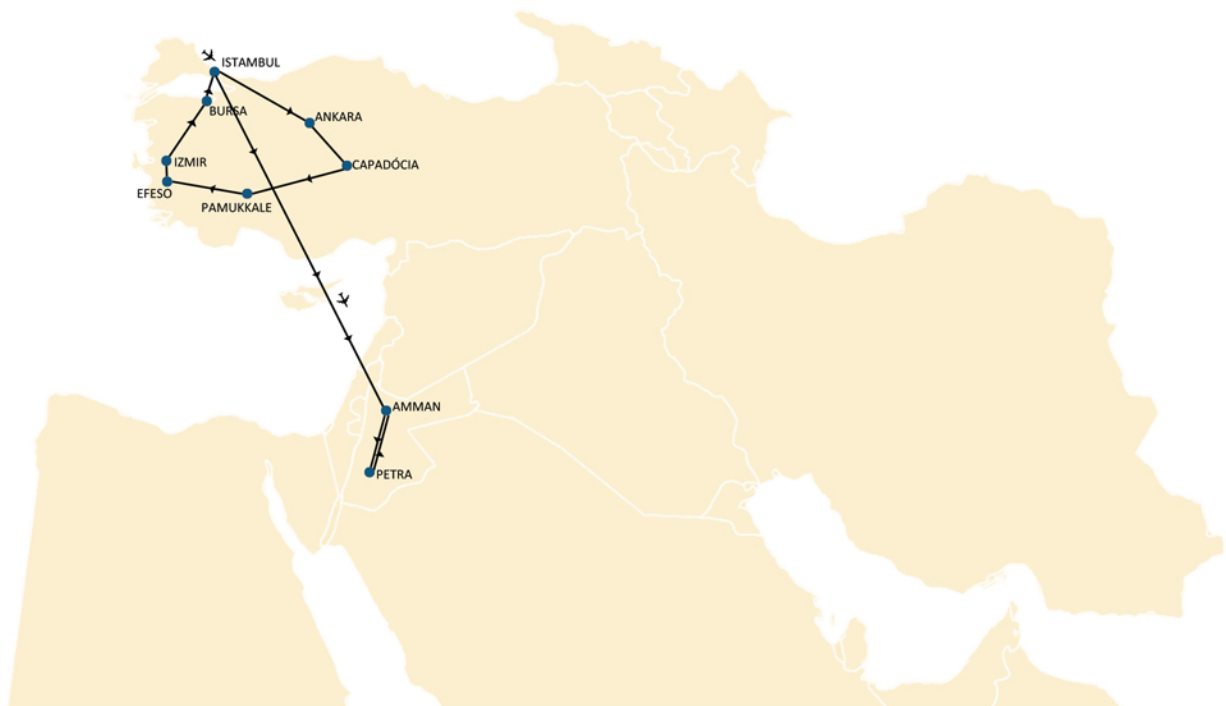 ISTAMBUL
BURSA
ANKARA
IZMIR
CAPADÓCIA
EFESO
PAMUKKALE
AMMAN
PETRA